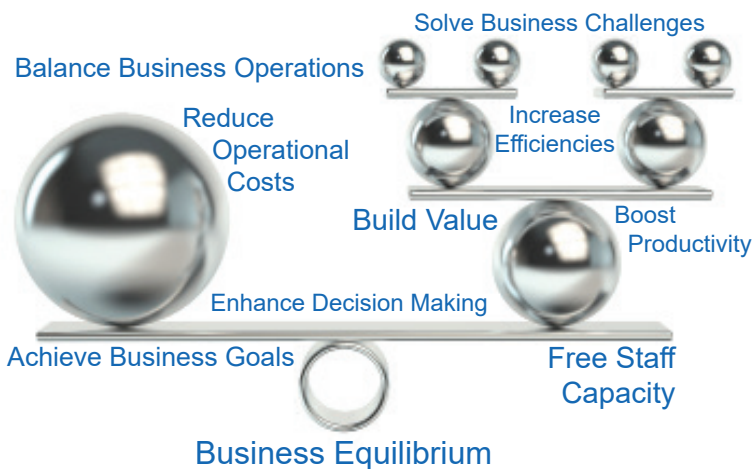 Solve Business Challenges
Balance Business Operations
Reduce
Operational
Costs
Increase
Efficiencies
Build Value
Boost
Productivity
Enhance Decision Making
Achieve Business Goals
Free Staff
Capacity
Business Equilibrium